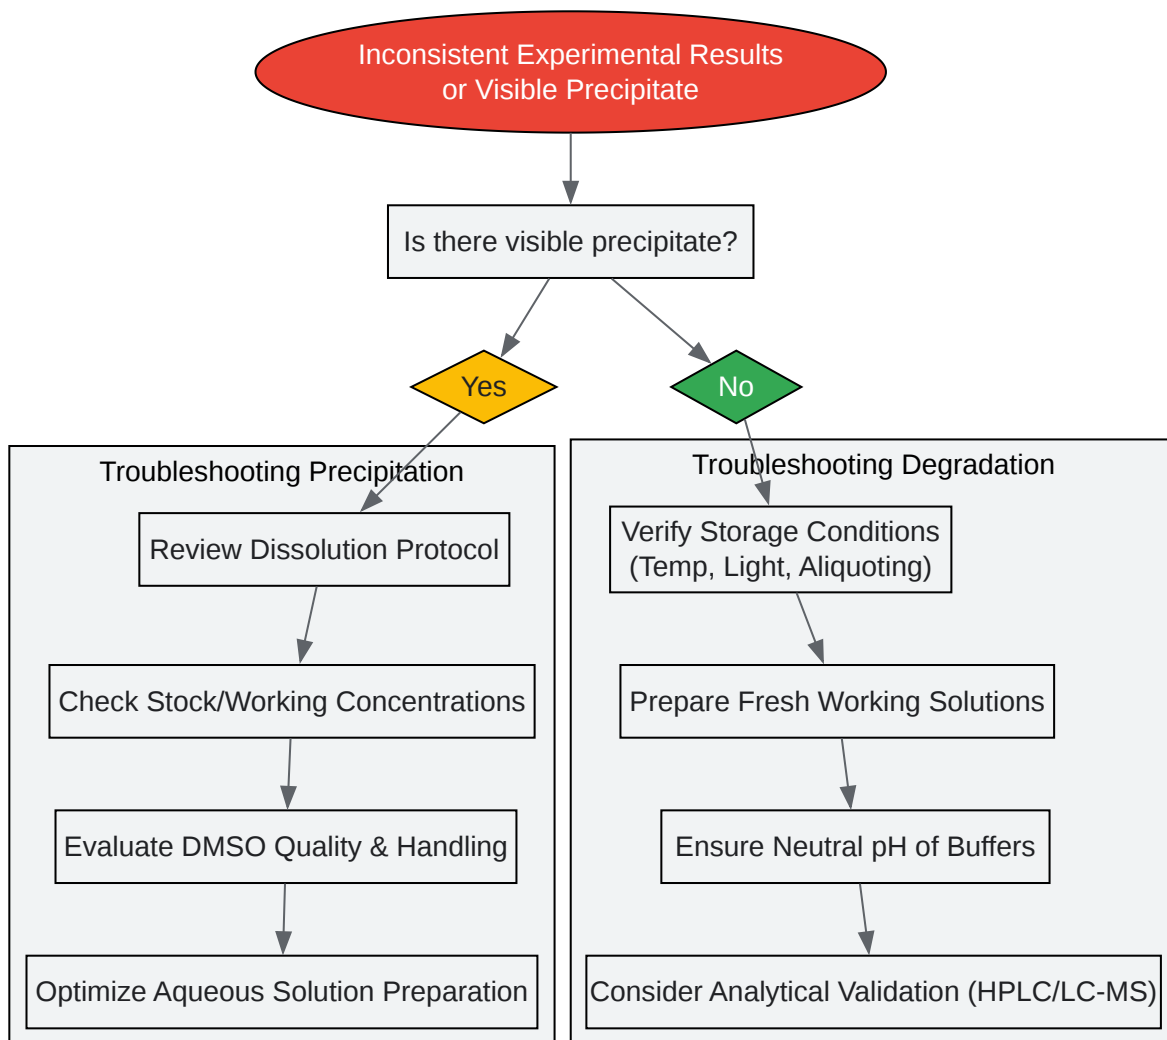 Inconsistent Experimental Results
or Visible Precipitate
Is there visible precipitate?
Yes
No
Troubleshooting Precipitation
Review Dissolution Protocol
Check Stock/Working Concentrations
Evaluate DMSO Quality & Handling
Optimize Aqueous Solution Preparation
Troubleshooting Degradation
Verify Storage Conditions
(Temp, Light, Aliquoting)
Prepare Fresh Working Solutions
Ensure Neutral pH of Buffers
Consider Analytical Validation (HPLC/LC-MS)